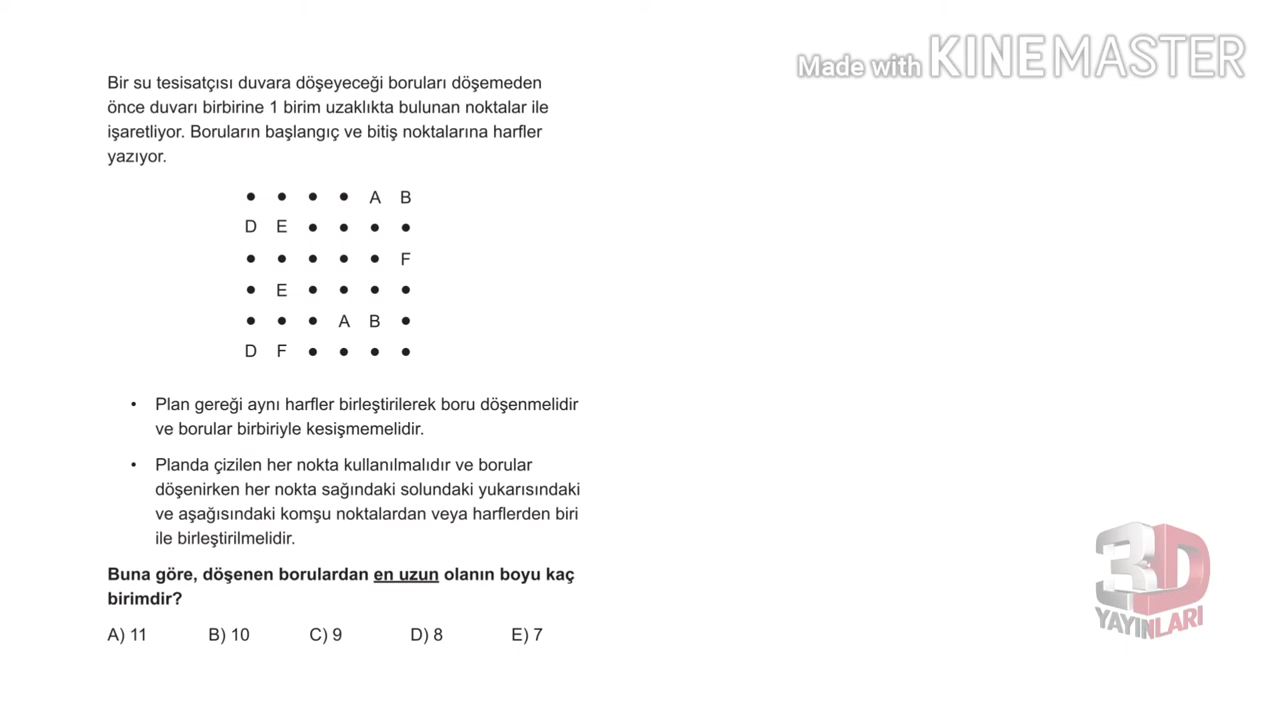 Made with KINEMASTER
Bir su tesisatçısı duvara döşeyeceği boruları döşemeden
önce duvarı birbirine 1 birim uzaklıkta bulunan noktalar ile
işaretliyor. Boruların başlangıç ve bitiş noktalarına harfler
yazıyor.
• • • • A B
D E • • • •
• • • • • F
• E • • • •
• • • A B •
D F • • • •
• Plan gereği aynı harfler birleştirilerek boru döşenmelidir
ve borular birbiriyle kesişmemelidir.
• Planda çizilen her nokta kullanılmalıdır ve borular
döşenirken her nokta sağındaki solundaki yukarısındaki
ve aşağısındaki komşu noktalardan veya harflerden biri
ile birleştirilmelidir.
Buna göre, döşenen borulardan en uzun olanın boyu kaç
birimdir?
A) 11 B) 10 C) 9 D) 8 E) 7
3D
YAYINLARI